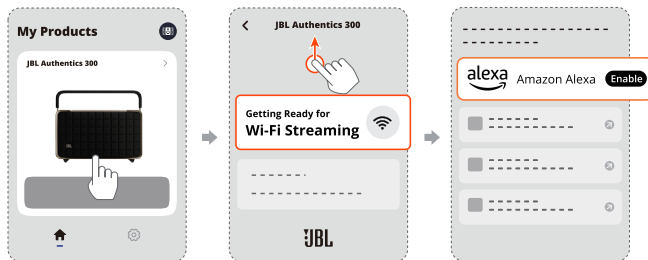 My Products
JBL Authentics 300
JBL Authentics 300
Getting Ready for
Wi-Fi Streaming
JBL
alexa
Amazon Alexa
Enable